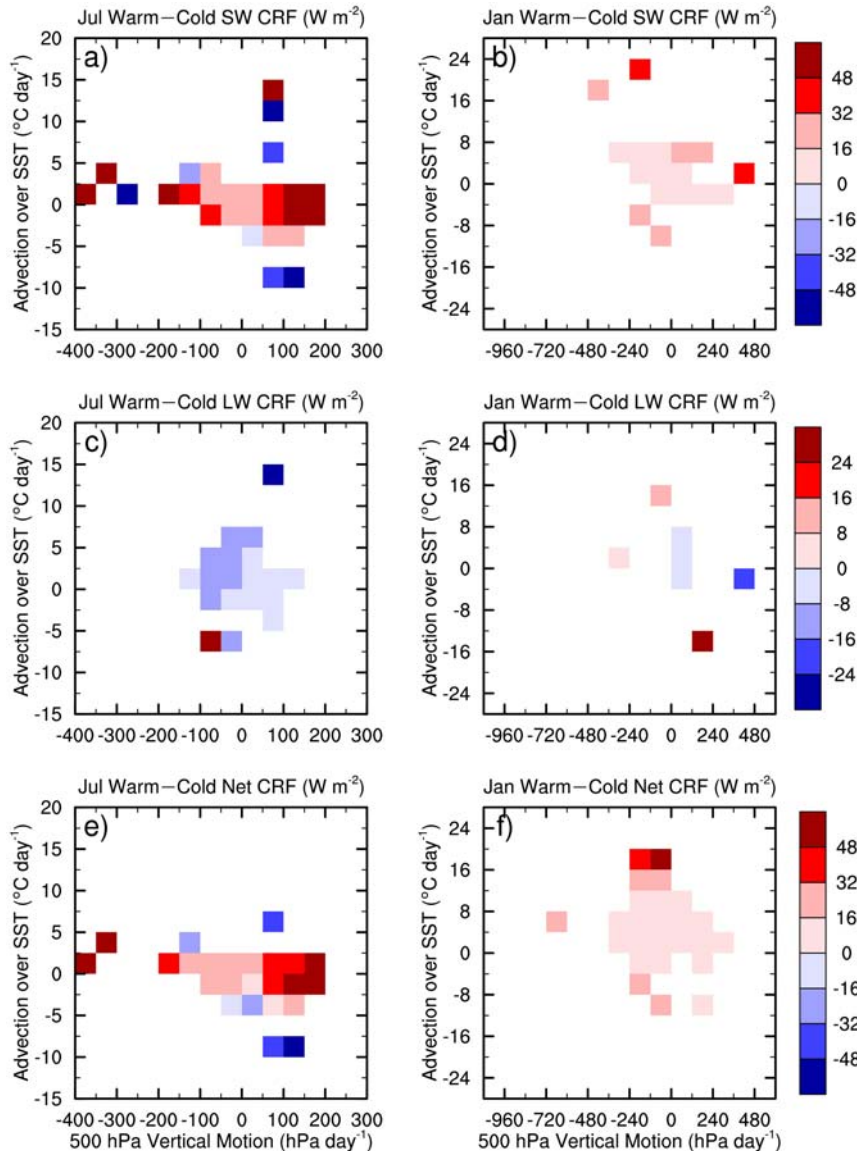 Jul Warm−Cold SW CRF (W m-2)
a)
Advection over SST (°C day-1)
20
15
10
5
0
-5
-10
-15
-400 -300 -200 -100 0 100 200 300
Jan Warm−Cold SW CRF (W m-2)
b)
Advection over SST (°C day-1)
24
16
8
0
-8
-16
-24
-960 -720 -480 -240 0 240 480
48
32
16
0
-16
-32
-48
Jul Warm−Cold LW CRF (W m-2)
c)
Advection over SST (°C day-1)
20
15
10
5
0
-5
-10
-15
-400 -300 -200 -100 0 100 200 300
Jan Warm−Cold LW CRF (W m-2)
d)
Advection over SST (°C day-1)
24
16
8
0
-8
-16
-24
-960 -720 -480 -240 0 240 480
24
16
8
0
-8
-16
-24
Jul Warm−Cold Net CRF (W m-2)
e)
Advection over SST (°C day-1)
20
15
10
5
0
-5
-10
-15
-400 -300 -200 -100 0 100 200 300
500 hPa Vertical Motion (hPa day-1)
Jan Warm−Cold Net CRF (W m-2)
f)
Advection over SST (°C day-1)
24
16
8
0
-8
-16
-24
-960 -720 -480 -240 0 240 480
500 hPa Vertical Motion (hPa day-1)
48
32
16
0
-16
-32
-48